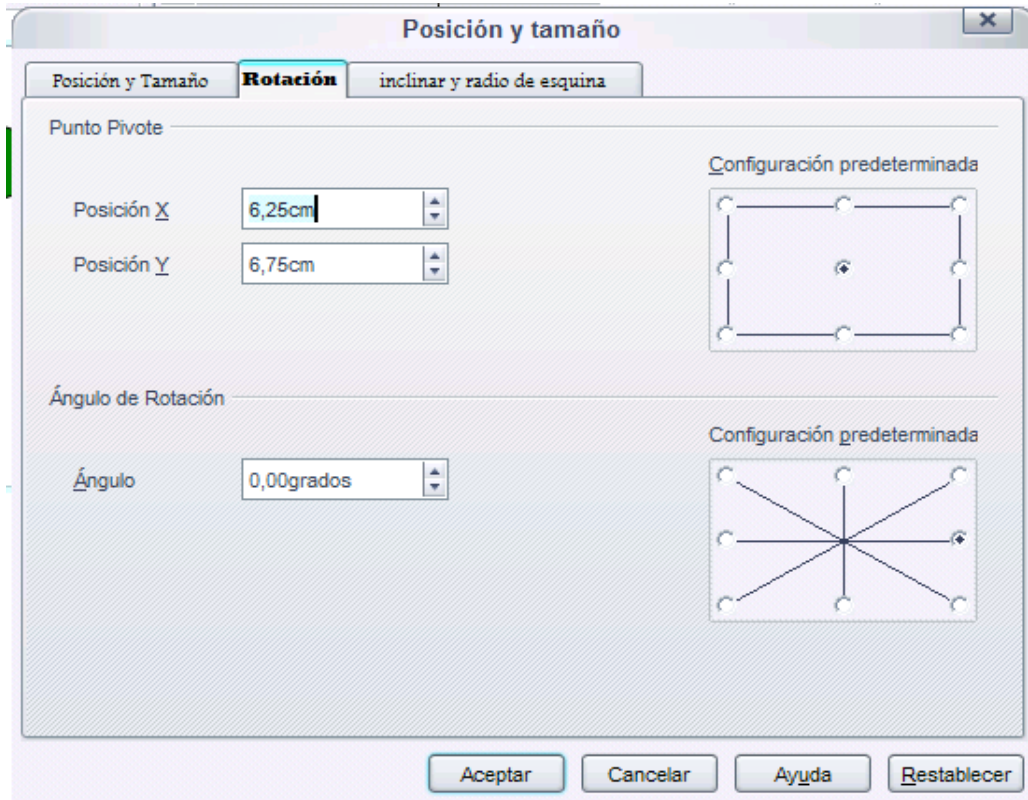 Posición y tamaño
Posición y Tamaño
Rotación
inclinar y radio de esquina
Punto Pivote
Configuración predeterminada
Posición X
6,25cm
Posición Y
6,75cm
Ángulo de Rotación
Configuración predeterminada
Ángulo
0,00grados
Aceptar
Cancelar
Ayuda
Restablecer